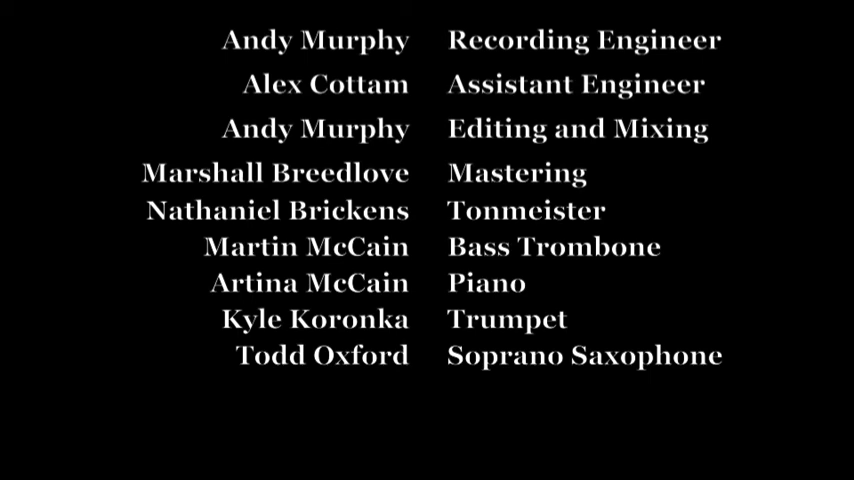 Andy Murphy Recording Engineer
Alex Cottam Assistant Engineer
Andy Murphy Editing and Mixing
Marshall Breedlove Mastering
Nathaniel Brickens Tonmeister
Martin McCain Bass Trombone
Artina McCain Piano
Kyle Koronka Trumpet
Todd Oxford Soprano Saxophone